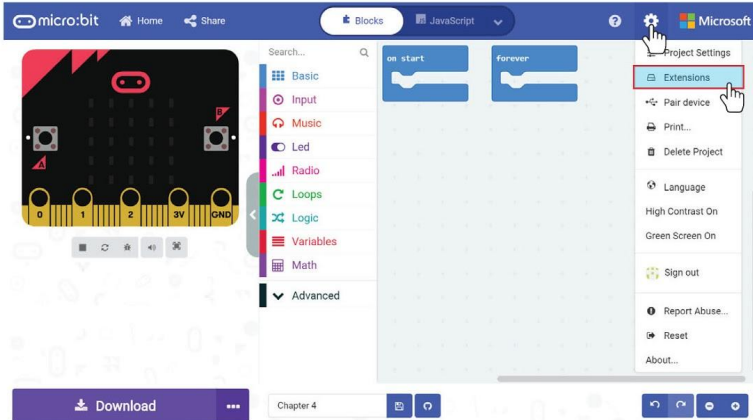 micro:bit Home Share Blocks JavaScript ? Microsoft
Search...
Basic
Input
Music
Led
Radio
Loops
Logic
Variables
Math
Advanced
on start
forever
Project Settings
Extensions
Pair device
Print...
Delete Project
Language
High Contrast On
Green Screen On
Sign out
Report Abuse...
Reset
About...
A
B
0 1 2 3V GND
Download
Chapter 4